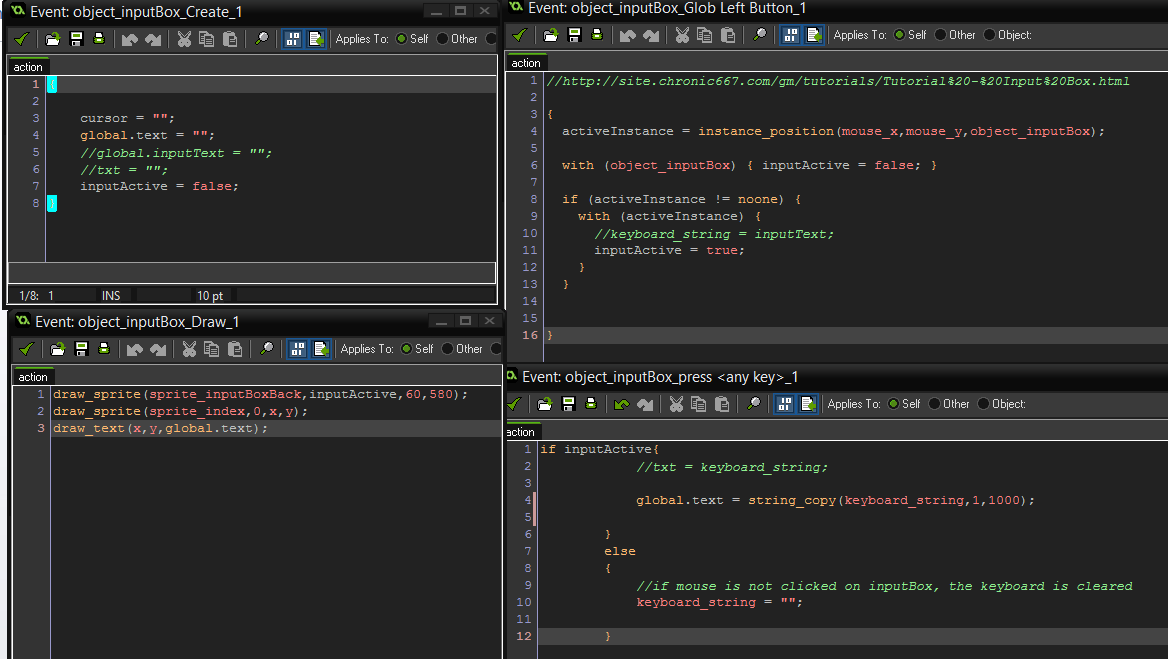 Event: object_inputBox_Create_1
Applies To: Self Other
action
1 {
2
3 cursor = "";
4 global.text = "";
5 //global.inputText = "";
6 //txt = "";
7 inputActive = false;
8 }
1/8: 1 INS 10 pt
Event: object_inputBox_Glob Left Button_1
Applies To: Self Other Object:
action
1 //http://site.chronic667.com/gm/tutorials/Tutorial%20-%20Input%20Box.html
2
3 {
4 activeInstance = instance_position(mouse_x,mouse_y,object_inputBox);
5
6 with (object_inputBox) { inputActive = false; }
7
8 if (activeInstance != noone) {
9 with (activeInstance) {
10 //keyboard_string = inputText;
11 inputActive = true;
12 }
13 }
14
15
16 }
Event: object_inputBox_Draw_1
Applies To: Self Other
action
1 draw_sprite(sprite_inputBoxBack,inputActive,60,580);
2 draw_sprite(sprite_index,0,x,y);
3 draw_text(x,y,global.text);
Event: object_inputBox_press <any key>_1
Applies To: Self Other Object:
action
1 if inputActive{
2 //txt = keyboard_string;
3
4 global.text = string_copy(keyboard_string,1,1000);
5
6 }
7 else
8 {
9 //if mouse is not clicked on inputBox, the keyboard is cleared
10 keyboard_string = "";
11
12 }